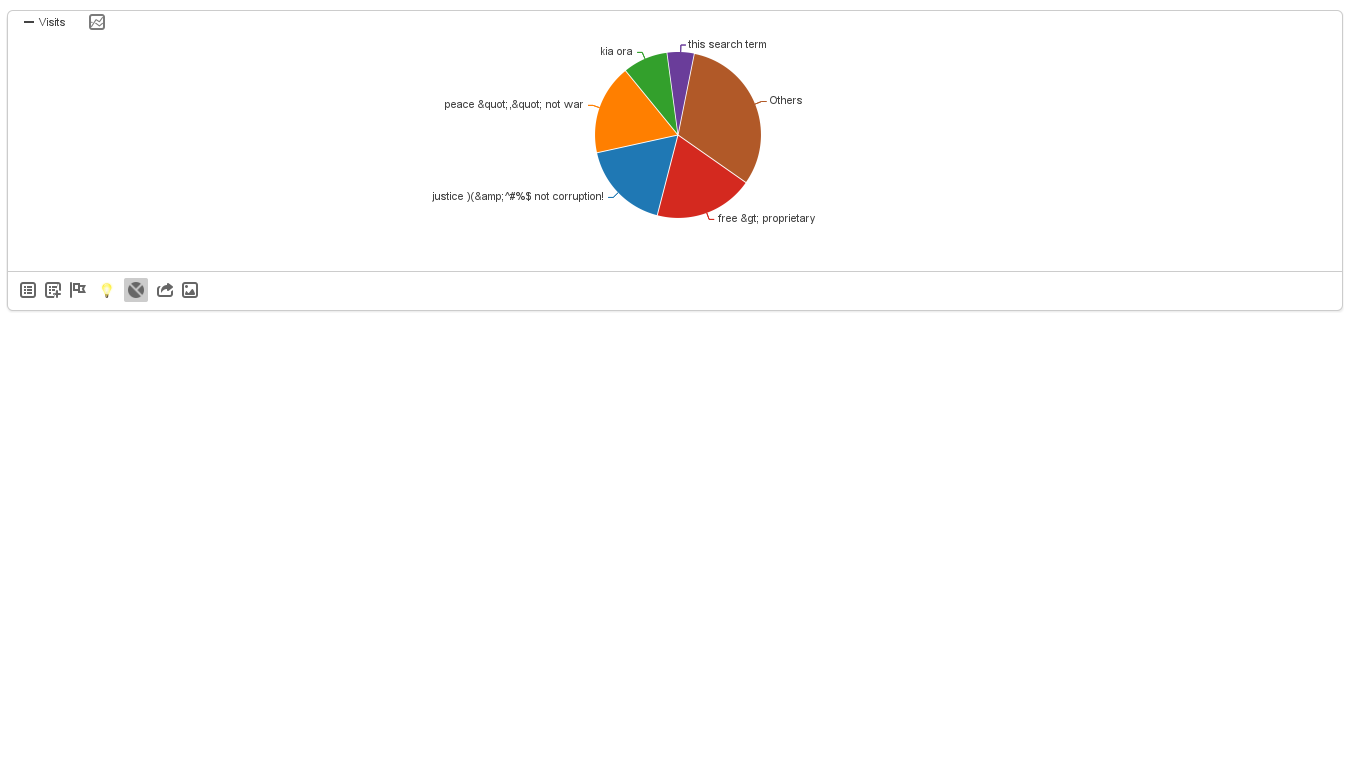 Visits
this search term
kia ora
Others
peace &quot;,&quot; not war
justice )(&amp;^#%$ not corruption!
free &gt; proprietary